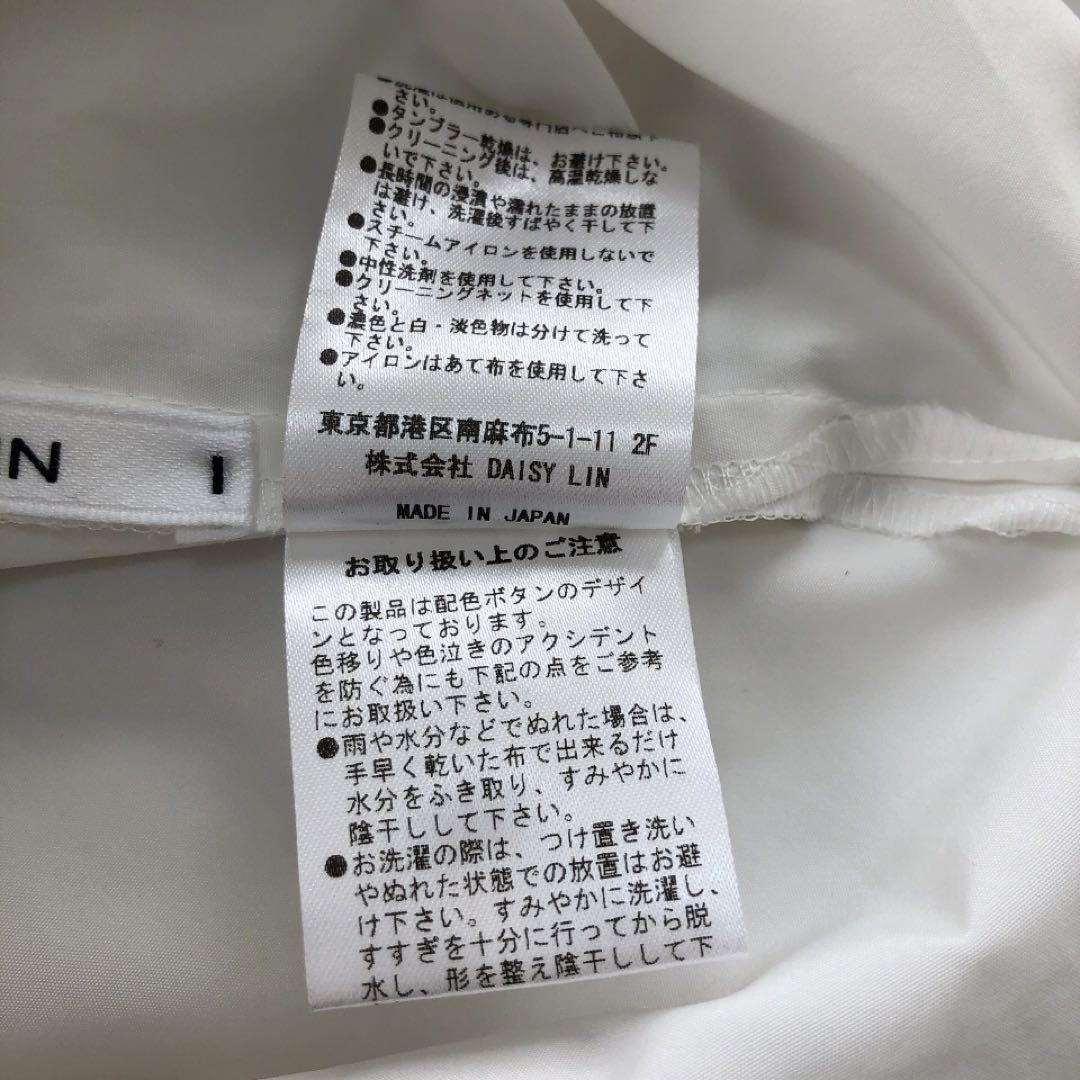 さい。
●タンブラー乾燥は、お避け下さい。
●クリーニング後は、高温乾燥しな
いで下さい。
●長時間の浸漬や濡れたままの放置
は避け、洗濯後すばやく干して下
さい。
●スチームアイロンを使用しないで
下さい。
●中性洗剤を使用して下さい。
●クリーニングネットを使用して下
さい。
●濃色と白・淡色物は分けて洗って
下さい。
●アイロンはあて布を使用して下さ
い。
東京都港区南麻布5-1-11 2F
株式会社 DAISY LIN
MADE IN JAPAN
IN
I
お取り扱い上のご注意
この製品は配色ボタンのデザイ
ンとなっております。
色移りや色泣きのアクシデント
を防ぐ為にも下記の点をご参考
にお取扱い下さい。
●雨や水分などでぬれた場合は、
手早く乾いた布で出来るだけ
水分をふき取り、すみやかに
陰干しして下さい。
●お洗濯の際は、つけ置き洗い
やぬれた状態での放置はお避
け下さい。すみやかに洗濯し、
すすぎを十分に行ってから脱
水し、形を整え陰干しして下